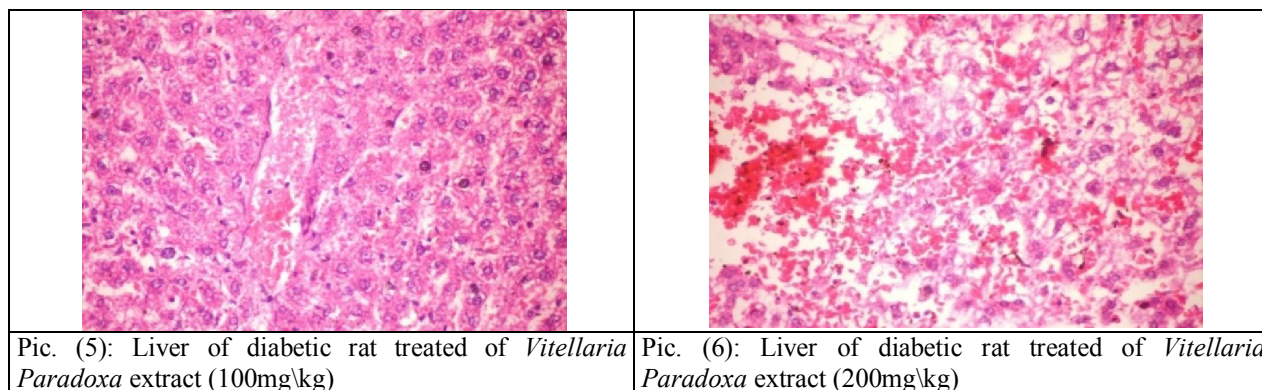 Pic. (5): Liver of diabetic rat treated of Vitellaria
Paradoxa extract (100mg\kg)
Pic. (6): Liver of diabetic rat treated of Vitellaria
Paradoxa extract (200mg\kg)